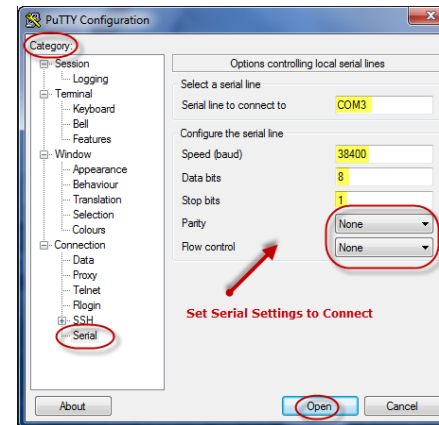 PuTTY Configuration
Category:
Session
Logging
Terminal
Keyboard
Bell
Features
Window
Appearance
Behaviour
Translation
Selection
Colours
Connection
Data
Proxy
Telnet
Rlogin
SSH
Serial
Options controlling local serial lines
Select a serial line
Serial line to connect to COM3
Configure the serial line
Speed (baud) 38400
Data bits 8
Stop bits 1
Parity None
Flow control None
Set Serial Settings to Connect
About Open Cancel